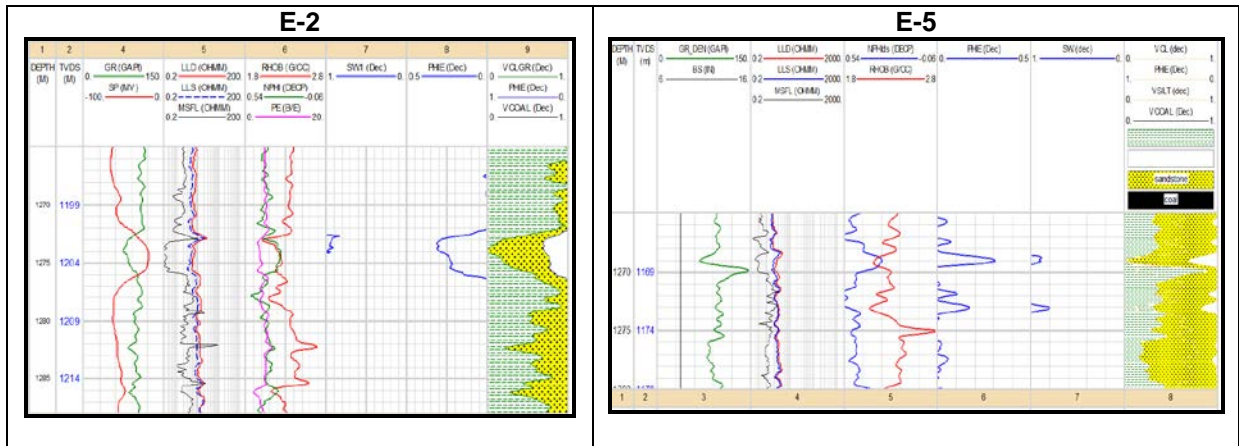 E-2
E-5
1 2 4 5 6 7 8 9
DEPTH (M)
TVDS (M)
GR (GAPI)
0. 150.
SP (MV)
-100. 0.
LLD (OHMM)
0.2 200.
LLS (OHMM)
0.2 200.
MSFL (OHMM)
0.2 200.
RHOB (G/CC)
1.8 2.8
NPHI (DECP)
0.54 -0.06
PE (B/E)
0. 20.
SW1 (Dec)
1. 0.
PHIE (Dec)
0.5 0.
VCLGR (Dec)
0. 1.
PHIE (Dec)
1. 0.
VCOAL (Dec)
0. 1.
1270 1199
1275 1204
1280 1209
1285 1214
1 2 3 4 5 6 7 8
DEPTH (M)
TVDS (m)
GR_DEN (GAPI)
0. 150.
BS (IN)
6. 16.
LLD (OHMM)
0.2 2000.
LLS (OHMM)
0.2 2000.
MSFL (OHMM)
0.2 2000.
NPHIds (DECP)
0.54 -0.06
RHOB (G/CC)
1.8 2.8
PHIE (Dec)
0. 0.5
SW (dec)
1. 0.
VCL (dec)
0. 1.
PHIE (Dec)
1. 0.
VSILT (dec)
0. 1.
VCOAL (Dec)
0. 1.
sandstone
coal
1270 1169
1275 1174
1 2 3 4 5 6 7 8